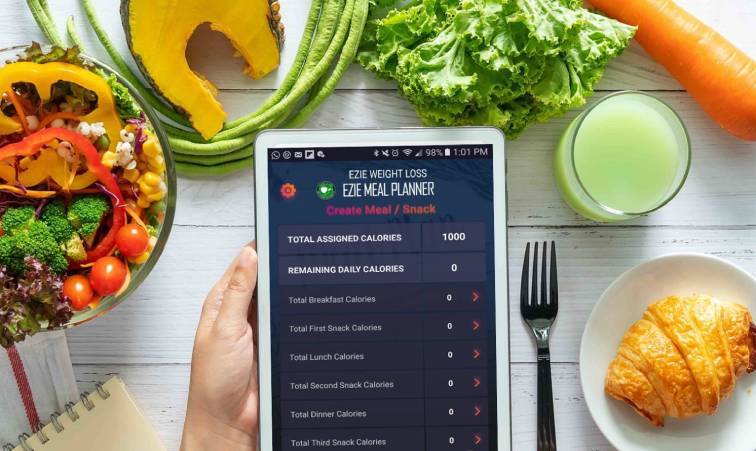 98% 1:01 PM
EZIE WEIGHT LOSS
EZIE MEAL PLANNER
Create Meal / Snack
TOTAL ASSIGNED CALORIES 1000
REMAINING DAILY CALORIES 0
Total Breakfast Calories 0
Total First Snack Calories 0
Total Lunch Calories 0
Total Second Snack Calories 0
Total Dinner Calories 0
Total Third Snack Calories 0